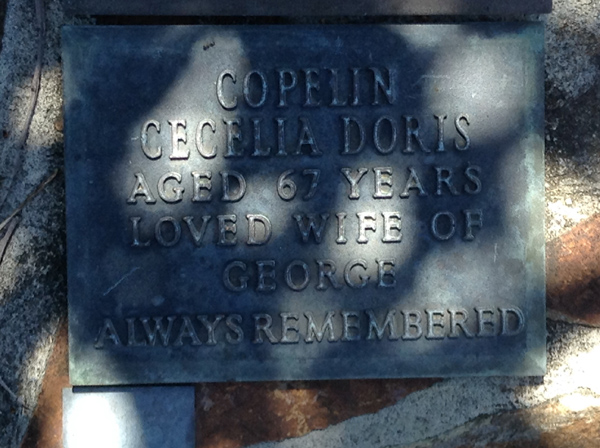 COPELIN
CECELIA DORIS
AGED 67 YEARS
LOVED WIFE OF
GEORGE
ALWAYS REMEMBERED